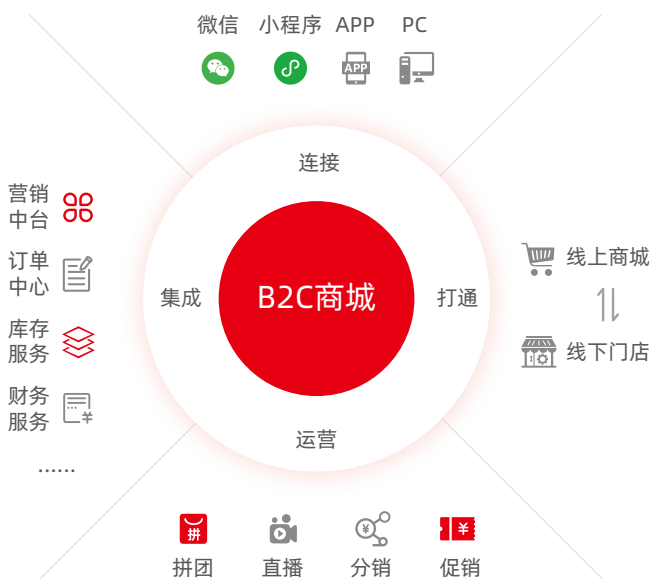 微信 小程序 APP PC
APP
连接
营销
中台
订单
中心
库存
服务
财务
服务
......
集成
B2C商城
打通
线上商城
线下门店
运营
拼
¥
¥
¥
拼团 直播 分销 促销